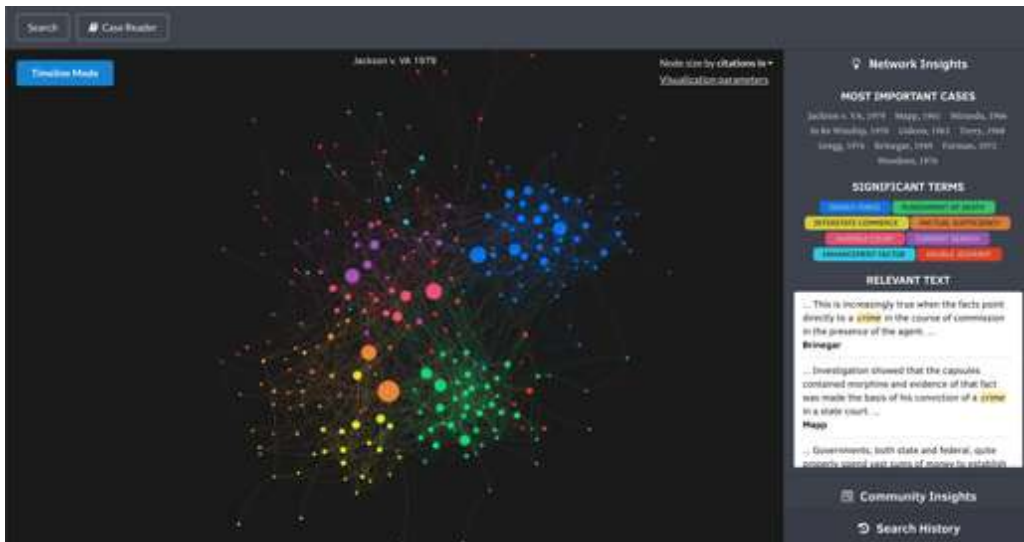 Search
Case Reader
Timeline Mode
Jackson v. VA 1979
Node size by citations in
Visualization parameters
Network Insights
MOST IMPORTANT CASES
Jackson v. VA, 1979 Mapp, 1961 Miranda, 1966
In Re Winship, 1970 Gideon, 1963 Terry, 1968
Gregg, 1976 Brinegar, 1949 Furman, 1972
Woodson, 1976
SIGNIFICANT TERMS
PUNISHMENT OF DEATH
INTERSTATE COMMERCE FACTUAL SUFFICIENCY
ENHANCEMENT FACTOR
RELEVANT TEXT
... This is increasingly true when the facts point
directly to a crime in the course of commission
in the presence of the agent. ...
Brinegar
... Investigation showed that the capsules
contained morphine and evidence of that fact
was made the basis of his conviction of a crime
in a state court. ...
Mapp
... Governments, both state and federal, quite
properly spend vast sums of money to establish
Community Insights
Search History